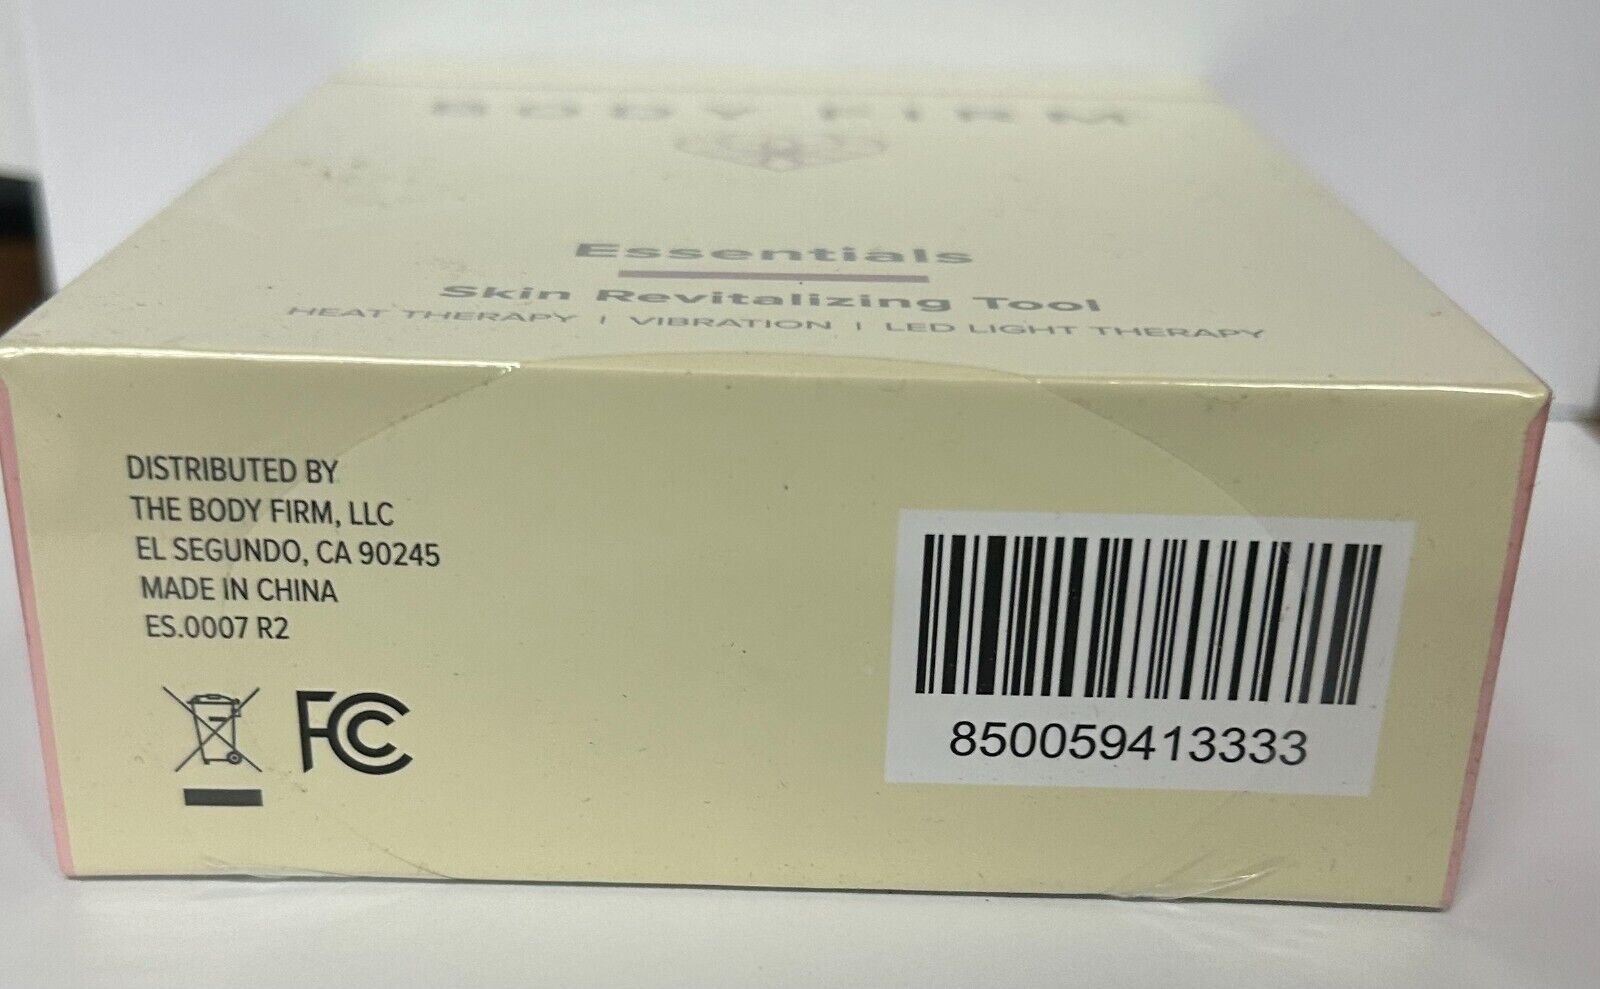 BODY FIRM
Essentials
Skin Revitalizing Tool
HEAT THERAPY | VIBRATION | LED LIGHT THERAPY
DISTRIBUTED BY
THE BODY FIRM, LLC
EL SEGUNDO, CA 90245
MADE IN CHINA
ES.0007 R2
FC
850059413333